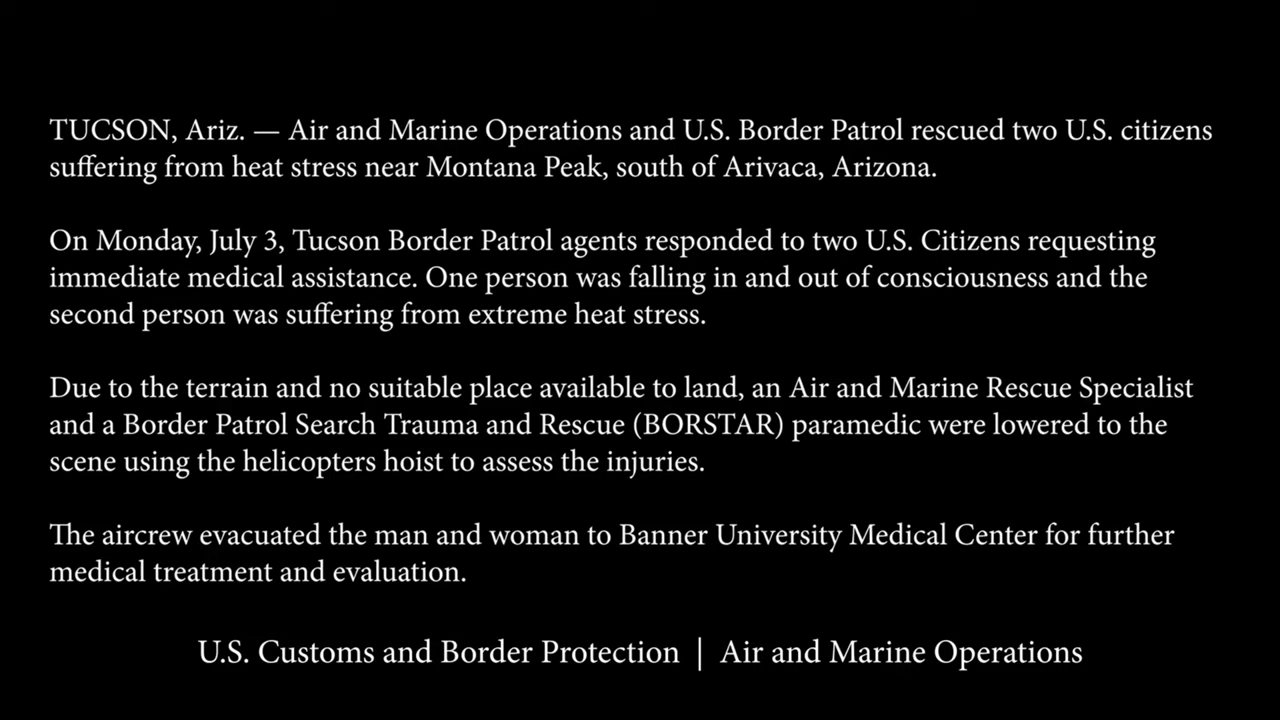 TUCSON, Ariz. — Air and Marine Operations and U.S. Border Patrol rescued two U.S. citizens
suffering from heat stress near Montana Peak, south of Arivaca, Arizona.
On Monday, July 3, Tucson Border Patrol agents responded to two U.S. Citizens requesting
immediate medical assistance. One person was falling in and out of consciousness and the
second person was suffering from extreme heat stress.
Due to the terrain and no suitable place available to land, an Air and Marine Rescue Specialist
and a Border Patrol Search Trauma and Rescue (BORSTAR) paramedic were lowered to the
scene using the helicopters hoist to assess the injuries.
The aircrew evacuated the man and woman to Banner University Medical Center for further
medical treatment and evaluation.
U.S. Customs and Border Protection | Air and Marine Operations